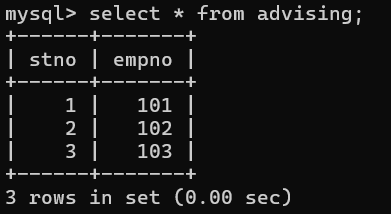 mysql> select * from advising;
+------+-------+
| stno | empno |
+------+-------+
|    1 |   101 |
|    2 |   102 |
|    3 |   103 |
+------+-------+
3 rows in set (0.00 sec)